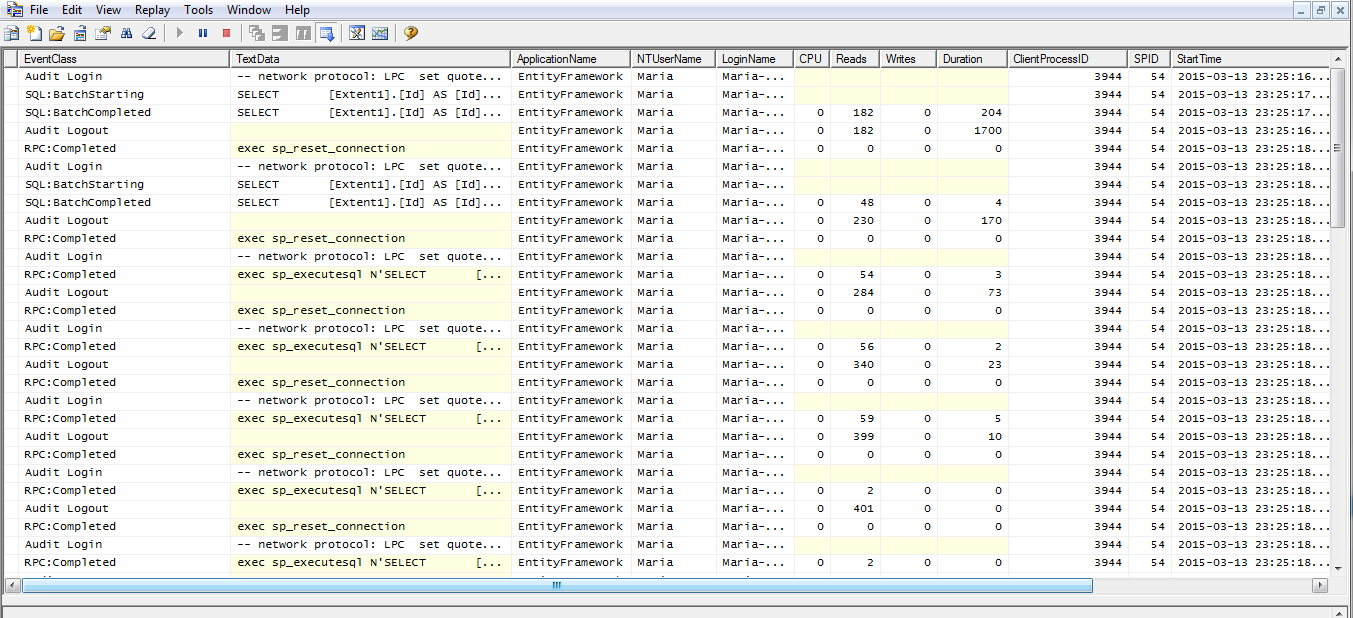 File Edit View Replay Tools Window Help
EventClass TextData ApplicationName NTUserName LoginName CPU Reads Writes Duration ClientProcessID SPID StartTime
Audit Login -- network protocol: LPC set quote... EntityFramework Maria Maria-... 3944 54 2015-03-13 23:25:16...
SQL:BatchStarting SELECT [Extent1].[Id] AS [Id]... EntityFramework Maria Maria-... 3944 54 2015-03-13 23:25:17...
SQL:BatchCompleted SELECT [Extent1].[Id] AS [Id]... EntityFramework Maria Maria-... 0 182 0 204 3944 54 2015-03-13 23:25:17...
Audit Logout EntityFramework Maria Maria-... 0 182 0 1700 3944 54 2015-03-13 23:25:16...
RPC:Completed exec sp_reset_connection EntityFramework Maria Maria-... 0 0 0 0 3944 54 2015-03-13 23:25:18...
Audit Login -- network protocol: LPC set quote... EntityFramework Maria Maria-... 3944 54 2015-03-13 23:25:18...
SQL:BatchStarting SELECT [Extent1].[Id] AS [Id]... EntityFramework Maria Maria-... 3944 54 2015-03-13 23:25:18...
SQL:BatchCompleted SELECT [Extent1].[Id] AS [Id]... EntityFramework Maria Maria-... 0 48 0 4 3944 54 2015-03-13 23:25:18...
Audit Logout EntityFramework Maria Maria-... 0 230 0 170 3944 54 2015-03-13 23:25:18...
RPC:Completed exec sp_reset_connection EntityFramework Maria Maria-... 0 0 0 0 3944 54 2015-03-13 23:25:18...
Audit Login -- network protocol: LPC set quote... EntityFramework Maria Maria-... 3944 54 2015-03-13 23:25:18...
RPC:Completed exec sp_executesql N'SELECT [... EntityFramework Maria Maria-... 0 54 0 3 3944 54 2015-03-13 23:25:18...
Audit Logout EntityFramework Maria Maria-... 0 284 0 73 3944 54 2015-03-13 23:25:18...
RPC:Completed exec sp_reset_connection EntityFramework Maria Maria-... 0 0 0 0 3944 54 2015-03-13 23:25:18...
Audit Login -- network protocol: LPC set quote... EntityFramework Maria Maria-... 3944 54 2015-03-13 23:25:18...
RPC:Completed exec sp_executesql N'SELECT [... EntityFramework Maria Maria-... 0 56 0 2 3944 54 2015-03-13 23:25:18...
Audit Logout EntityFramework Maria Maria-... 0 340 0 23 3944 54 2015-03-13 23:25:18...
RPC:Completed exec sp_reset_connection EntityFramework Maria Maria-... 0 0 0 0 3944 54 2015-03-13 23:25:18...
Audit Login -- network protocol: LPC set quote... EntityFramework Maria Maria-... 3944 54 2015-03-13 23:25:18...
RPC:Completed exec sp_executesql N'SELECT [... EntityFramework Maria Maria-... 0 59 0 5 3944 54 2015-03-13 23:25:18...
Audit Logout EntityFramework Maria Maria-... 0 399 0 10 3944 54 2015-03-13 23:25:18...
RPC:Completed exec sp_reset_connection EntityFramework Maria Maria-... 0 0 0 0 3944 54 2015-03-13 23:25:18...
Audit Login -- network protocol: LPC set quote... EntityFramework Maria Maria-... 3944 54 2015-03-13 23:25:18...
RPC:Completed exec sp_executesql N'SELECT [... EntityFramework Maria Maria-... 0 2 0 0 3944 54 2015-03-13 23:25:18...
Audit Logout EntityFramework Maria Maria-... 0 401 0 0 3944 54 2015-03-13 23:25:18...
RPC:Completed exec sp_reset_connection EntityFramework Maria Maria-... 0 0 0 0 3944 54 2015-03-13 23:25:18...
Audit Login -- network protocol: LPC set quote... EntityFramework Maria Maria-... 3944 54 2015-03-13 23:25:18...
RPC:Completed exec sp_executesql N'SELECT [... EntityFramework Maria Maria-... 0 2 0 0 3944 54 2015-03-13 23:25:18...